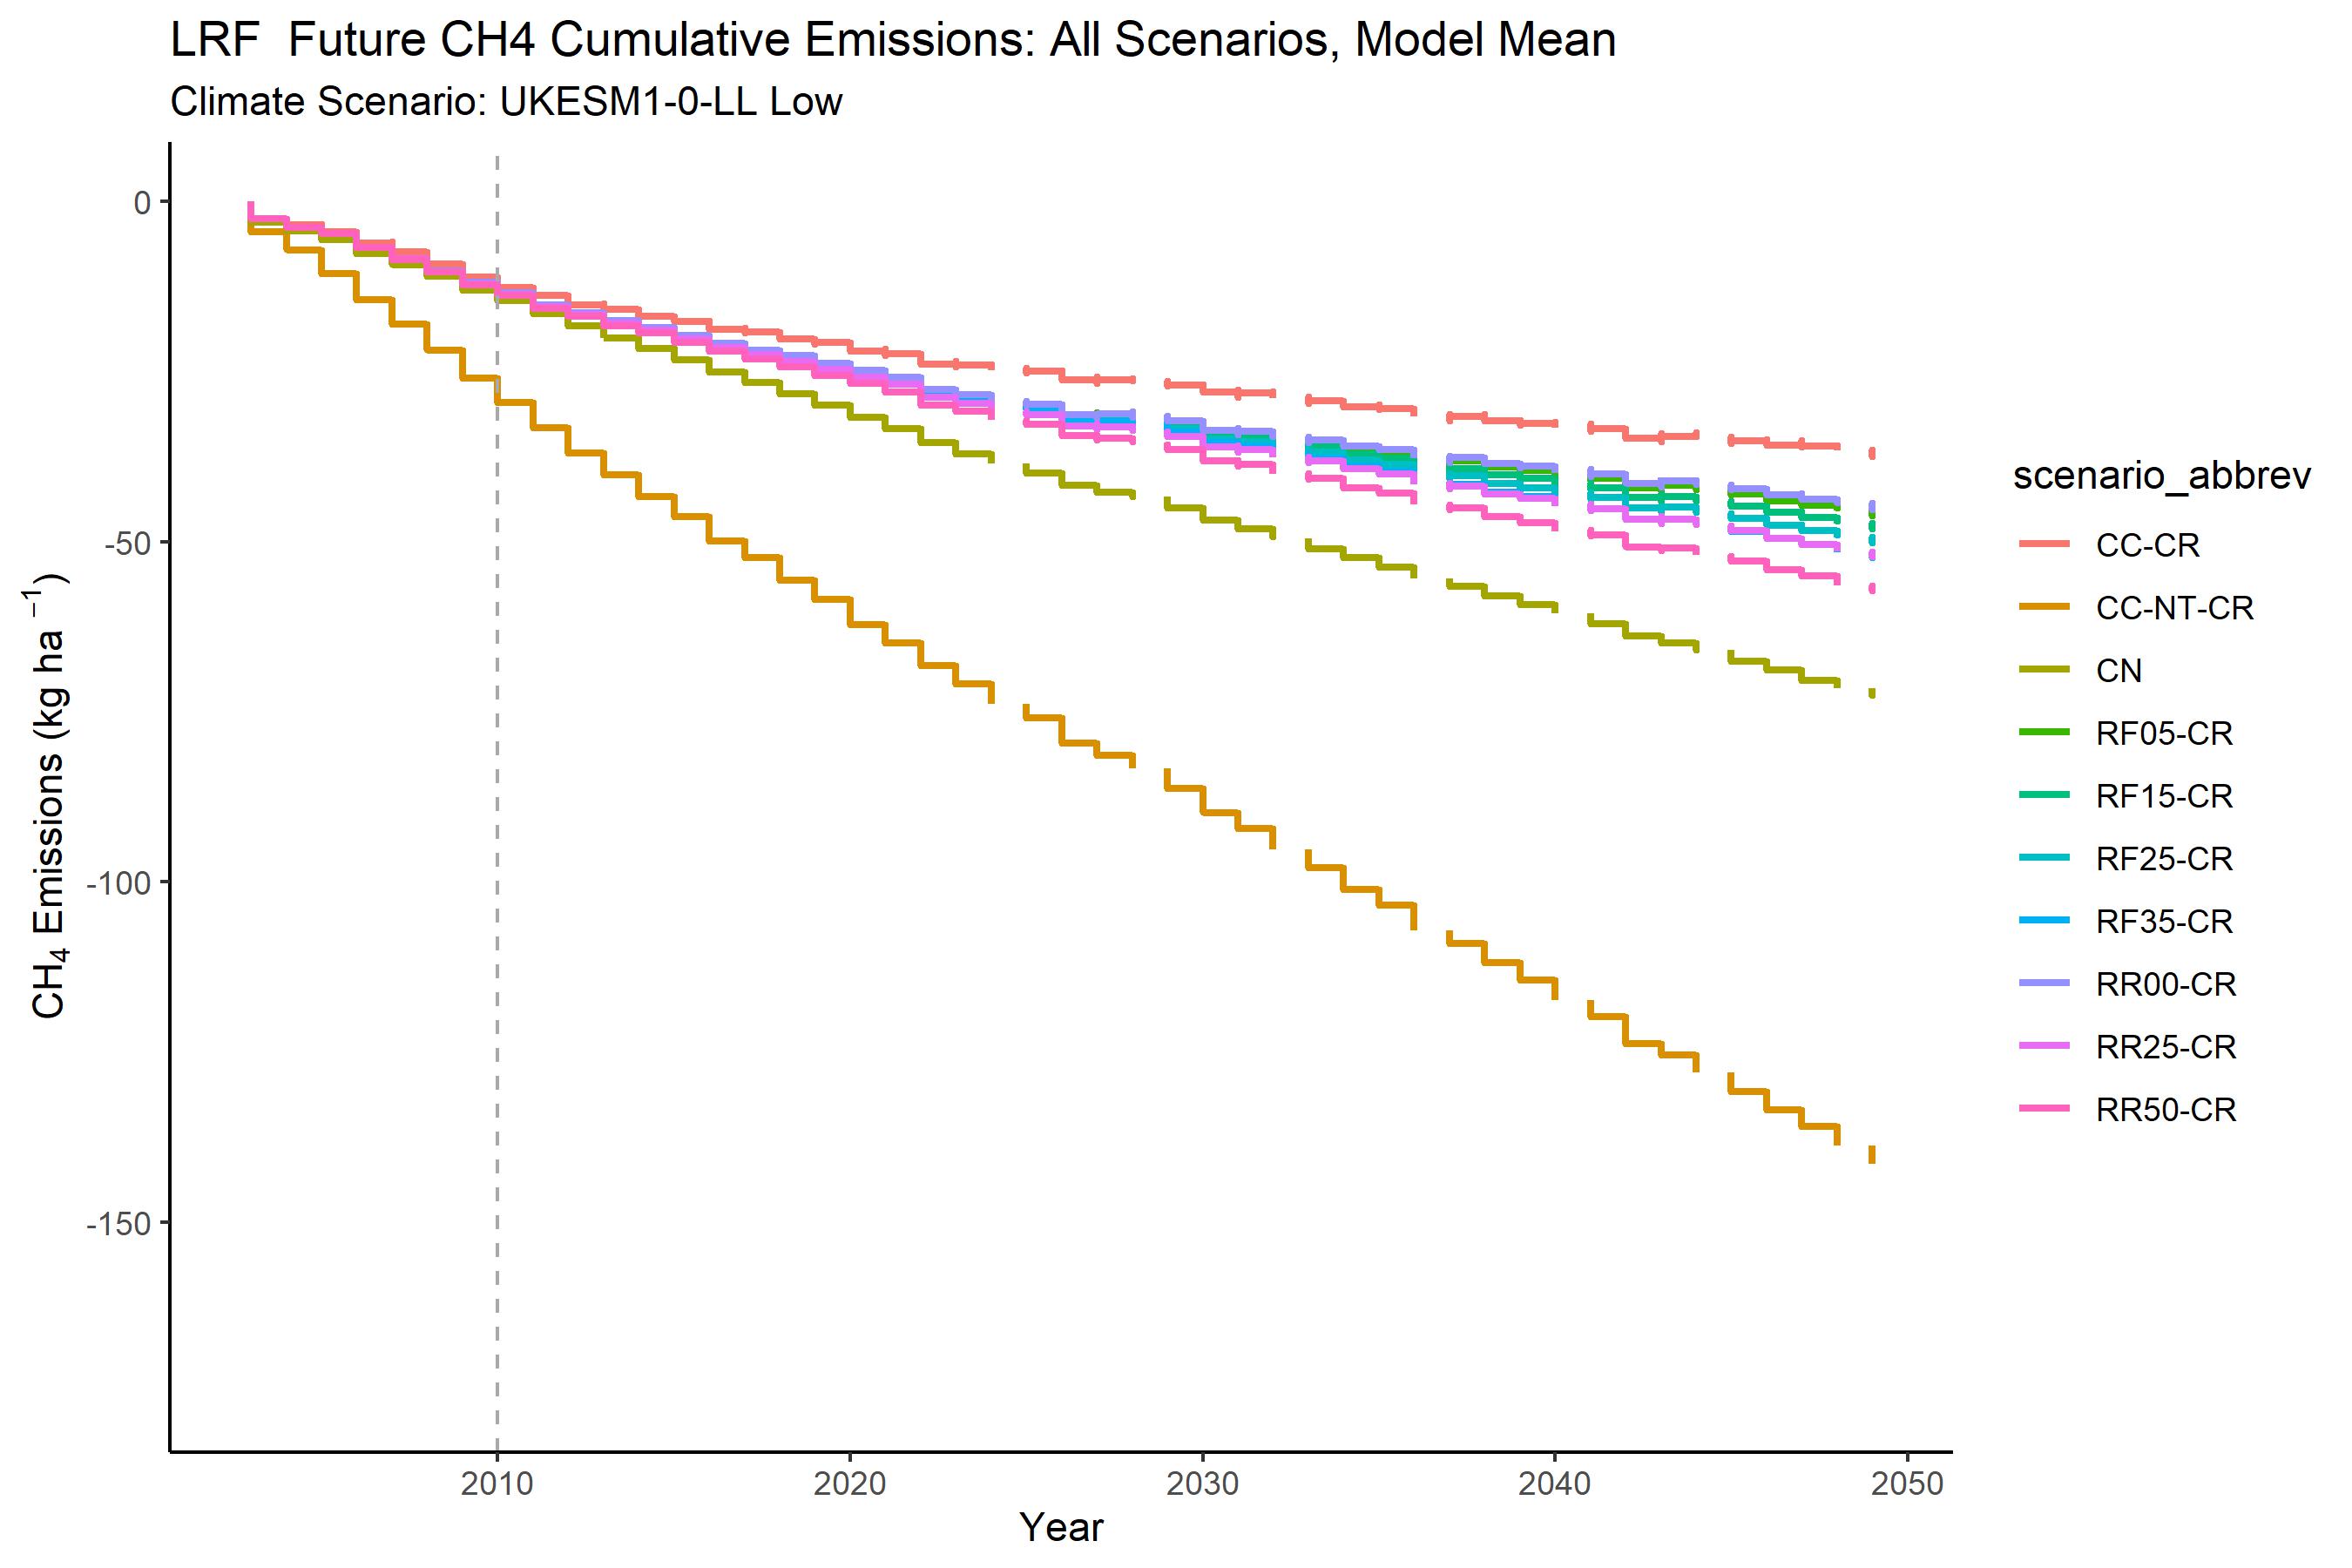 LRF  Future CH4 Cumulative Emissions: All Scenarios, Model Mean
Climate Scenario: UKESM1-0-LL Low
CH₄ Emissions (kg ha ⁻¹)
0
-50
-100
-150
2010 2020 2030 2040 2050
Year
scenario_abbrev
CC-CR
CC-NT-CR
CN
RF05-CR
RF15-CR
RF25-CR
RF35-CR
RR00-CR
RR25-CR
RR50-CR